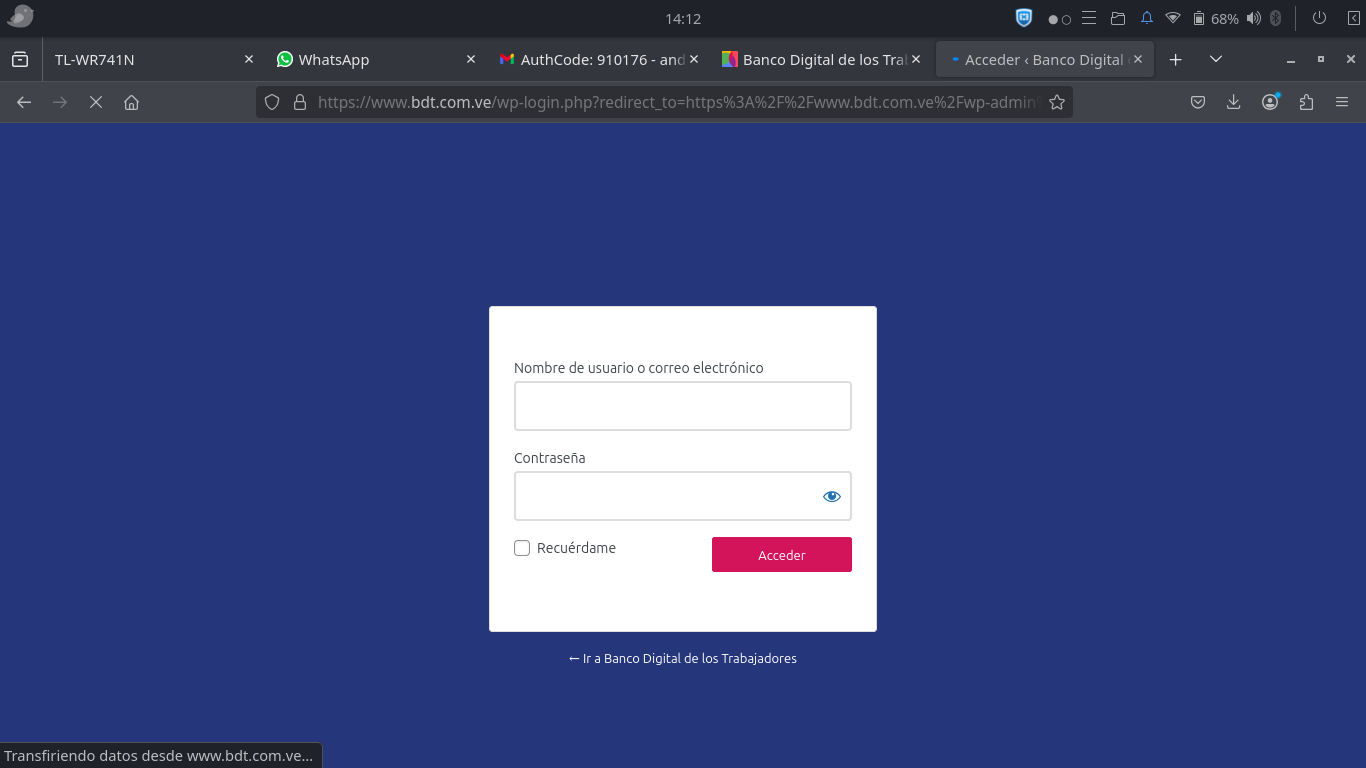 14:12
68%
TL-WR741N
WhatsApp
AuthCode: 910176 - and
Banco Digital de los Tra
Acceder ‹ Banco Digital
https://www.bdt.com.ve/wp-login.php?redirect_to=https%3A%2F%2Fwww.bdt.com.ve%2Fwp-admin
Nombre de usuario o correo electrónico
Contraseña
Recuérdame
Acceder
← Ir a Banco Digital de los Trabajadores
Transfiriendo datos desde www.bdt.com.ve...